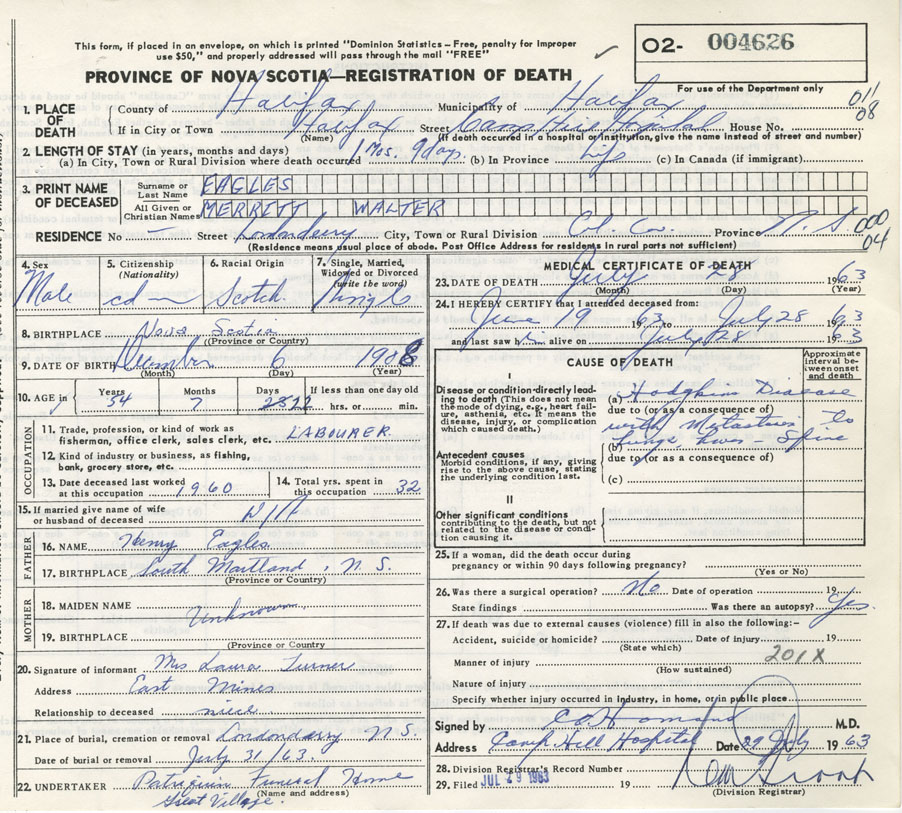 This form, if placed in an envelope, on which is printed "Dominion Statistics – Free, penalty for improper
use $50," and properly addressed will pass through the mail "FREE"
O2- 004626
For use of the Department only
PROVINCE OF NOVA SCOTIA—REGISTRATION OF DEATH
011
08
1. PLACE OF DEATH
County of Halifax Municipality of Halifax
If in City or Town Halifax Street Camp Hill Hospital House No.
(Name) (If death occurred in a hospital or institution, give the name instead of street and number)
2. LENGTH OF STAY (in years, months and days)
(a) In City, Town or Rural Division where death occurred 1 Mos. 9 days. (b) In Province Life (c) In Canada (if immigrant)
3. PRINT NAME OF DECEASED
Surname or Last Name EAGLES
All Given or Christian Names MERRITT WALTER
RESIDENCE No — Street Londonderry City, Town or Rural Division Col. Co. Province N. S.
000
04
(Residence means usual place of abode. Post Office Address for residents in rural parts not sufficient)
4. Sex Male
5. Citizenship (Nationality) cdn
6. Racial Origin Scotch.
7. Single, Married, Widowed or Divorced (write the word) Single
8. BIRTHPLACE Nova Scotia
(Province or Country)
9. DATE OF BIRTH December 6 1908
(Month) (Day) (Year)
10. AGE in Years 54 Months 7 Days 22 If less than one day old hrs. or min.
OCCUPATION
11. Trade, profession, or kind of work as
fisherman, office clerk, sales clerk, etc. LABOURER.
12. Kind of industry or business, as fishing,
bank, grocery store, etc.
13. Date deceased last worked
at this occupation 1960
14. Total yrs. spent in
this occupation 32
15. If married give name of wife
or husband of deceased
FATHER
16. NAME Henry Eagles
17. BIRTHPLACE South Maitland, N.S.
(Province or Country)
MOTHER
18. MAIDEN NAME Unknown
19. BIRTHPLACE
(Province or Country
20. Signature of informant Mrs Laura Turner
Address East Mines
Relationship to deceased niece
21. Place of burial, cremation or removal Londonderry N.S.
Date of burial or removal July 31/63.
22. UNDERTAKER Patriquin Funeral Home
(Name and address)
Great Village.
MEDICAL CERTIFICATE OF DEATH
23. DATE OF DEATH July 28 1963
(Month) (Day) (Year)
24. I HEREBY CERTIFY that I attended deceased from:
June 19 1963 to July 28 1963
and last saw him alive on July 28 1963
CAUSE OF DEATH
Approximate interval between onset and death
I
Disease or condition directly leading to death (This does not mean
the mode of dying, e.g., heart failure, asthenia, etc. It means the
disease, injury, or complication
which caused death.)
(a) Hodgkins Disease
due to (or as a consequence of)
with Metastasis to
(b) lungs liver - Spine
due to (or as a consequence of)
(c)
Antecedent causes
Morbid conditions, if any, giving
rise to the above cause, stating
the underlying condition last.
II
Other significant conditions
contributing to the death, but not
related to the disease or condition causing it.
25. If a woman, did the death occur during
pregnancy or within 90 days following pregnancy?
(Yes or No)
26. Was there a surgical operation? No Date of operation 19
State findings Was there an autopsy? Yes.
27. If death was due to external causes (violence) fill in also the following:–
Accident, suicide or homicide? Date of injury 19
(State which)
201X
Manner of injury
(How sustained)
Nature of injury
Specify whether injury occurred in industry, in home, or in public place
Signed by M.D.
Address Camp Hill Hospital Date 29 July 1963
28. Division Registrar's Record Number
29. Filed JUL 29 1963 19
(Division Registrar)